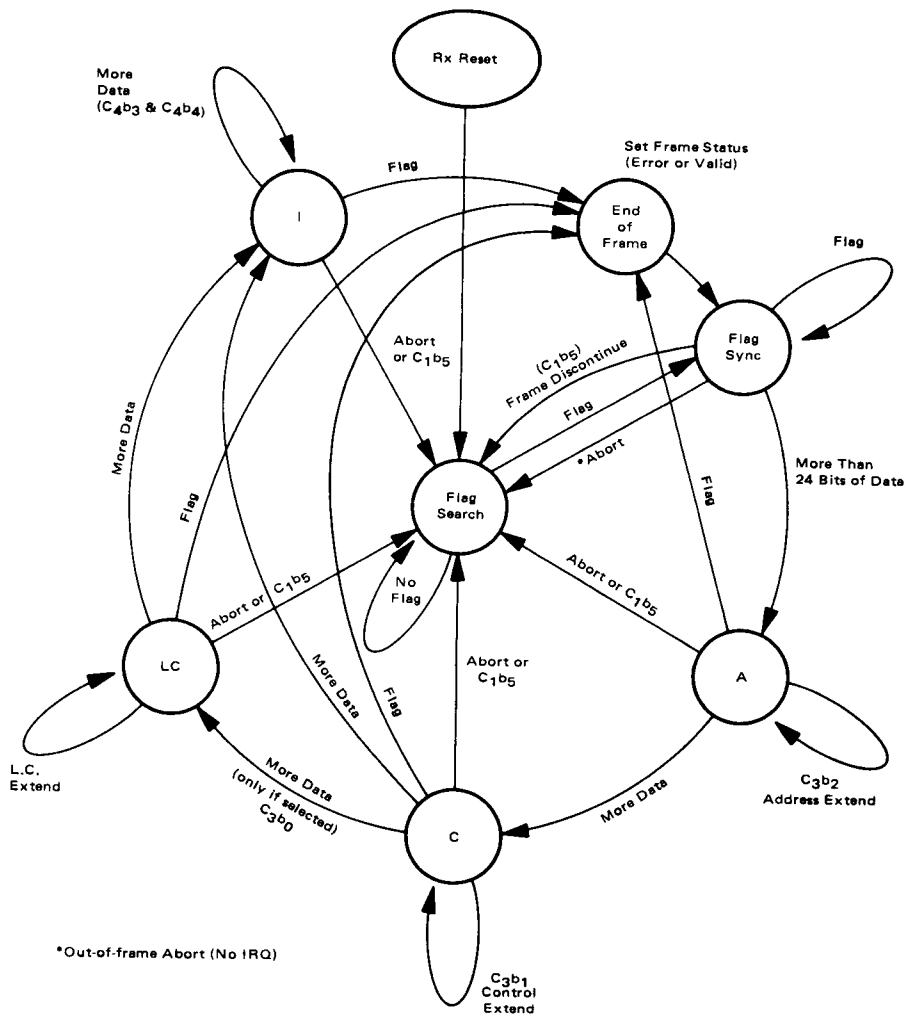 Rx Reset
More
Data
(C4b3 & C4b4)
Set Frame Status
(Error or Valid)
Flag
I
End
of
Frame
Flag
Flag
Sync
Abort
or C1b5
(C1b5)
Frame Discontinue
Flag
*Abort
More Data
Flag
Flag
Search
Flag
More Than
24 Bits of Data
No
Flag
Abort or C1b5
Abort or C1b5
LC
More Data
Flag
Abort or
C1b5
A
L.C.
Extend
More Data
(only if selected)
C3b0
C
More Data
C3b2
Address Extend
*Out-of-frame Abort (No IRQ)
C3b1
Control
Extend